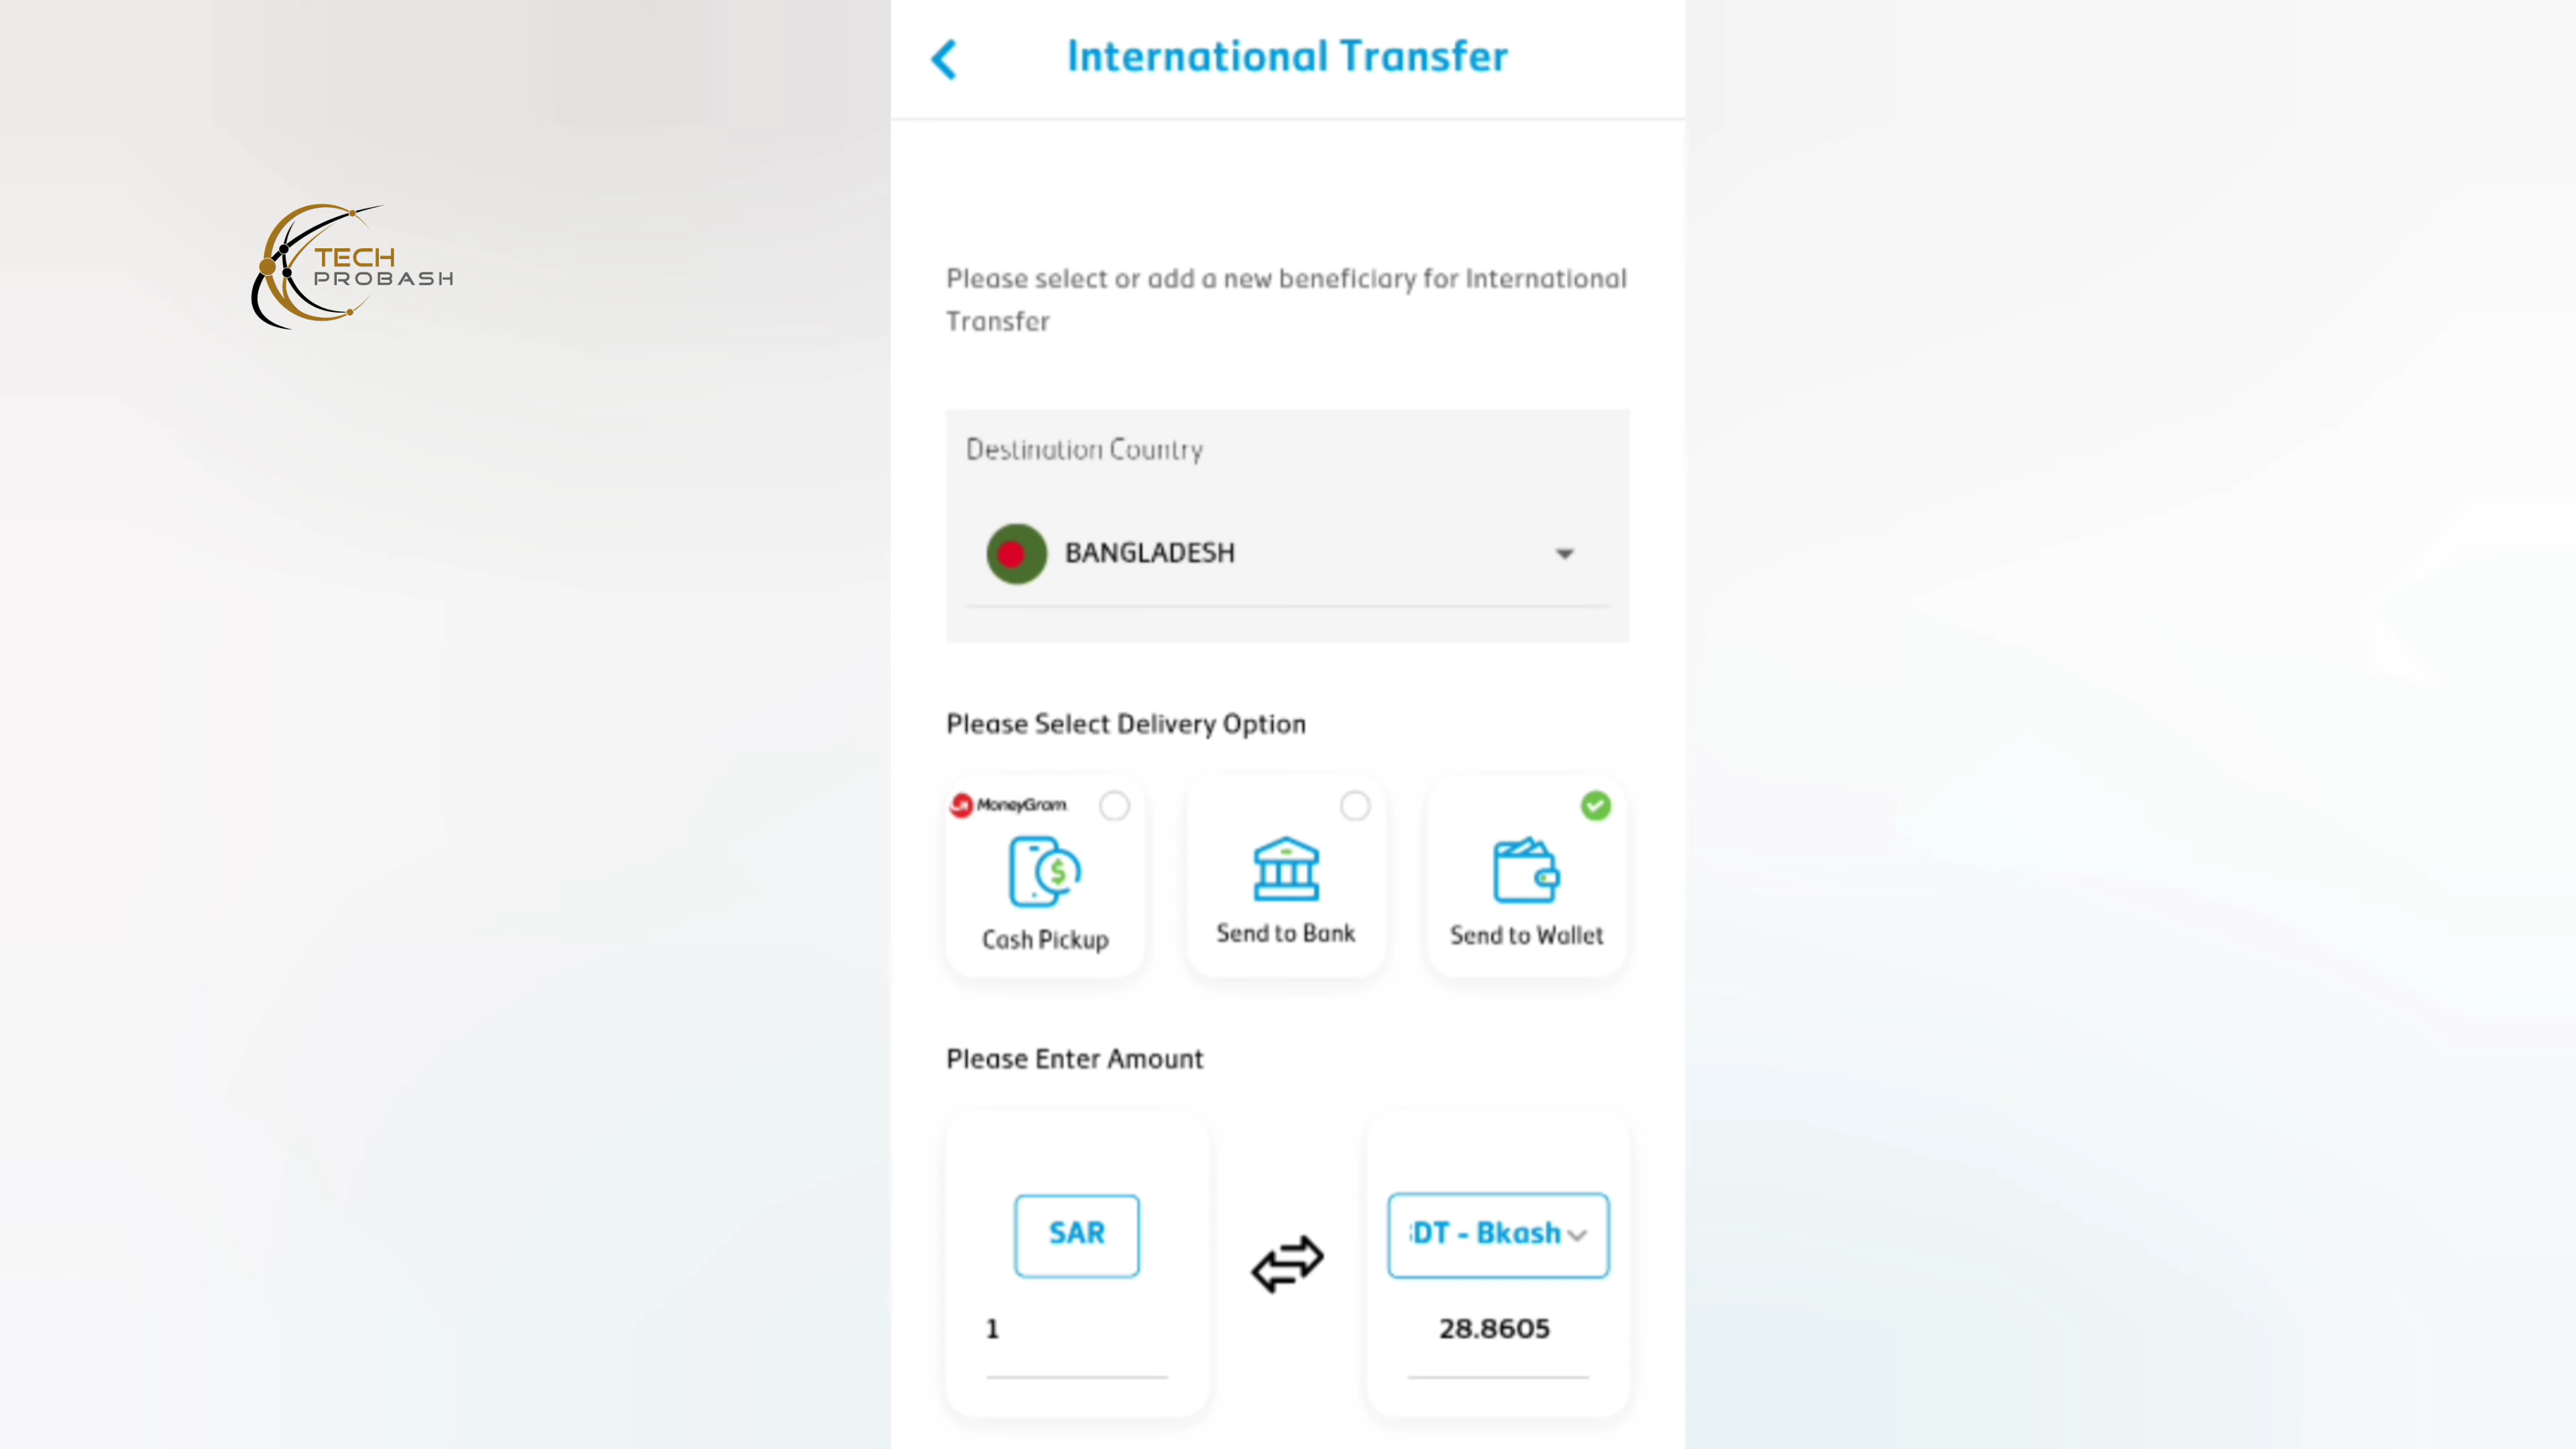 International Transfer
TECH
PROBASH
Please select or add a new beneficiary for International
Transfer
Destination Country
BANGLADESH
Please Select Delivery Option
MoneyGram
Cash Pickup
Send to Bank
Send to Wallet
Please Enter Amount
SAR
DT - Bkash
1
28.8605